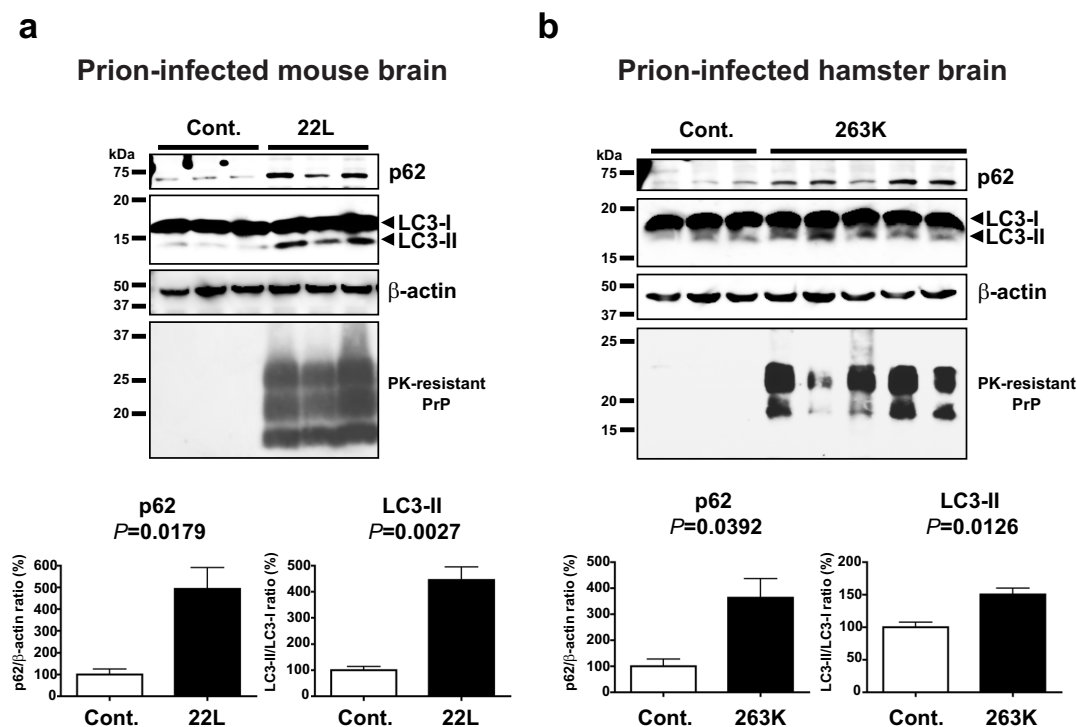 a
Prion-infected mouse brain
Cont. 22L
kDa
75
p62
20
LC3-I
15
LC3-II
50
β-actin
37
37
25
PK-resistant
PrP
20
p62
P=0.0179
p62/β-actin ratio (%)
600
500
400
300
200
100
0
Cont. 22L
LC3-II
P=0.0027
LC3-II/LC3-I ratio (%)
600
500
400
300
200
100
0
Cont. 22L
b
Prion-infected hamster brain
Cont. 263K
kDa
75
p62
20
LC3-I
LC3-II
15
50
β-actin
37
25
PK-resistant
PrP
20
15
p62
P=0.0392
p62/β-actin ratio (%)
500
400
300
200
100
0
Cont. 263K
LC3-II
P=0.0126
LC3-II/LC3-I ratio (%)
200
150
100
50
0
Cont. 263K